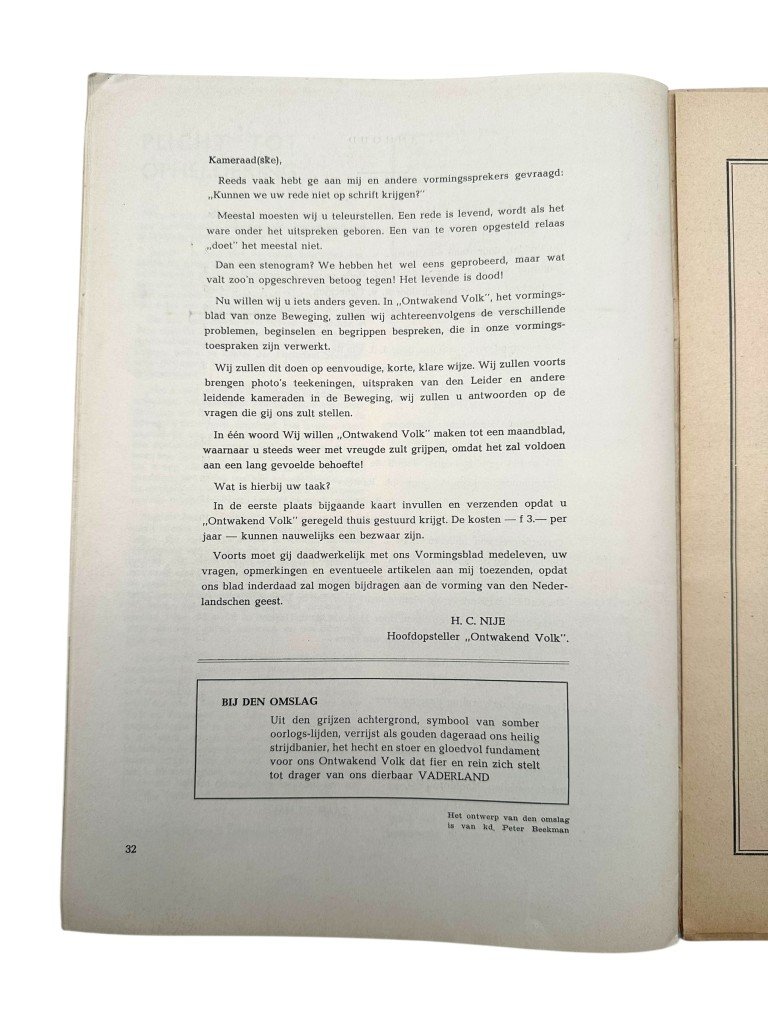 Kameraad(ske),
Reeds vaak hebt ge aan mij en andere vormingssprekers gevraagd:
„Kunnen we uw rede niet op schrift krijgen?"
Meestal moesten wij u teleurstellen. Een rede is levend, wordt als het
ware onder het uitspreken geboren. Een van te voren opgesteld relaas
„doet" het meestal niet.
Dan een stenogram? We hebben het wel eens geprobeerd, maar wat
valt zoo'n opgeschreven betoog tegen! Het levende is dood!
Nu willen wij u iets anders geven. In „Ontwakend Volk", het vormings-
blad van onze Beweging, zullen wij achtereenvolgens de verschillende
problemen, beginselen en begrippen bespreken, die in onze vormings-
toespraken zijn verwerkt.
Wij zullen dit doen op eenvoudige, korte, klare wijze. Wij zullen voorts
brengen photo's teekeningen, uitspraken van den Leider en andere
leidende kameraden in de Beweging, wij zullen u antwoorden op de
vragen die gij ons zult stellen.
In één woord Wij willen „Ontwakend Volk" maken tot een maandblad,
waarnaar u steeds weer met vreugde zult grijpen, omdat het zal voldoen
aan een lang gevoelde behoefte!
Wat is hierbij uw taak?
In de eerste plaats bijgaande kaart invullen en verzenden opdat u
„Ontwakend Volk" geregeld thuis gestuurd krijgt. De kosten — f 3.— per
jaar — kunnen nauwelijks een bezwaar zijn.
Voorts moet gij daadwerkelijk met ons Vormingsblad medeleven, uw
vragen, opmerkingen en eventueele artikelen aan mij toezenden, opdat
ons blad inderdaad zal mogen bijdragen aan de vorming van den Neder-
landschen geest.
H. C. NIJE
Hoofdopsteller „Ontwakend Volk".
BIJ DEN OMSLAG
Uit den grijzen achtergrond, symbool van somber
oorlogs-lijden, verrijst als gouden dageraad ons heilig
strijdbanier, het hecht en stoer en gloedvol fundament
voor ons Ontwakend Volk dat fier en rein zich stelt
tot drager van ons dierbaar VADERLAND
Het ontwerp van den omslag
is van kd. Peter Beekman
32